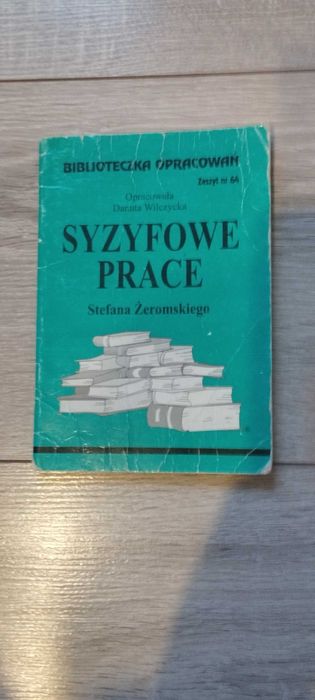 BIBLIOTECZKA OPRACOWAŃ
Zeszyt nr 64
Opracowała
Danuta Wilczycka
SYZYFOWE
PRACE
Stefana Żeromskiego
®